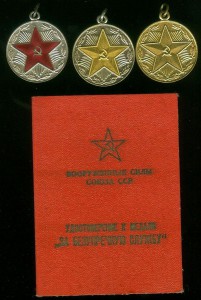 ВООРУЖЕННЫЕ СИЛЫ
СОЮЗА ССР
УДОСТОВЕРЕНИЕ К МЕДАЛИ
„ЗА БЕЗУПРЕЧНУЮ СЛУЖБУ“